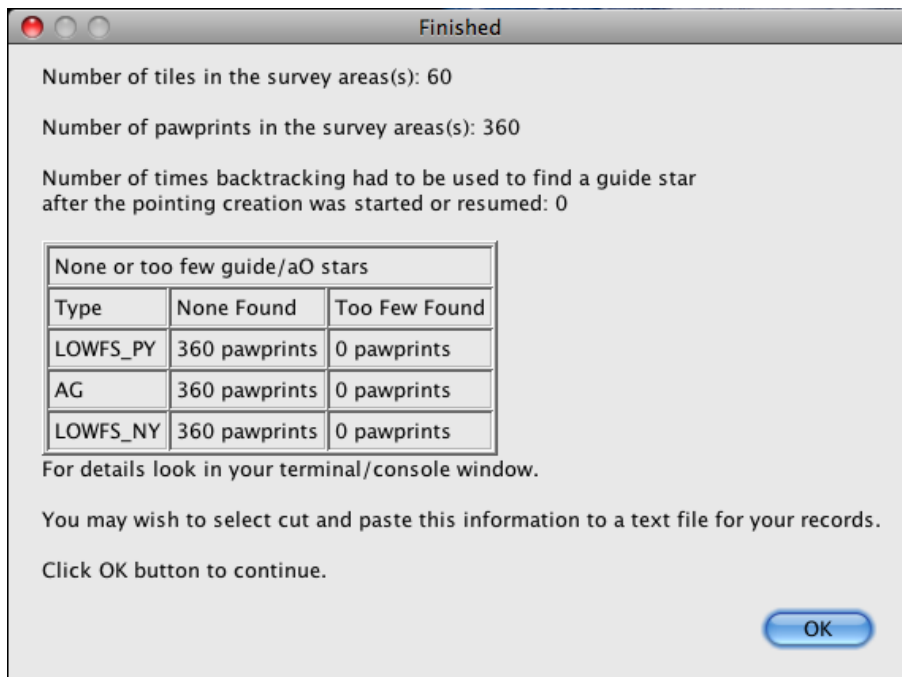 Finished
Number of tiles in the survey areas(s): 60
Number of pawprints in the survey areas(s): 360
Number of times backtracking had to be used to find a guide star
after the pointing creation was started or resumed: 0
None or too few guide/aO stars
Type None Found Too Few Found
LOWFS_PY 360 pawprints 0 pawprints
AG 360 pawprints 0 pawprints
LOWFS_NY 360 pawprints 0 pawprints
For details look in your terminal/console window.
You may wish to select cut and paste this information to a text file for your records.
Click OK button to continue.
OK